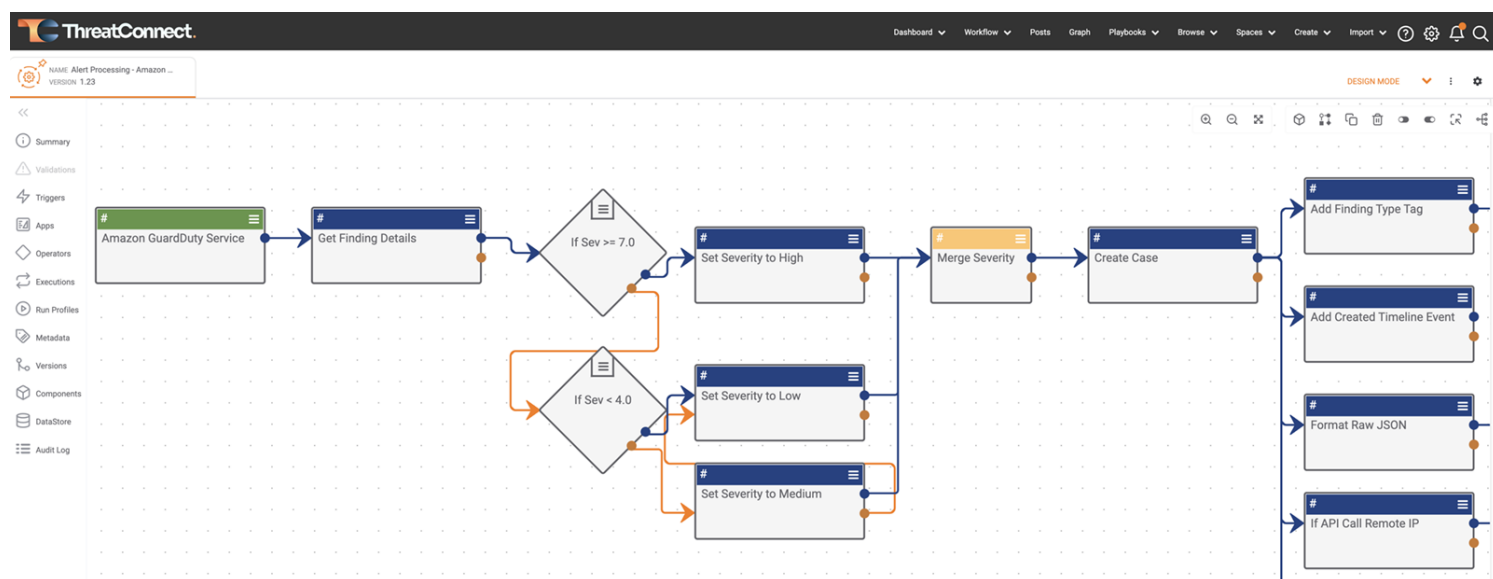 ThreatConnect.
Dashboard Workflow Posts Graph Playbooks Browse Spaces Create Import
NAME Alert Processing - Amazon ...
VERSION 1.23
DESIGN MODE
Summary
Validations
Triggers
Apps
Operators
Executions
Run Profiles
Metadata
Versions
Components
DataStore
Audit Log
#
Amazon GuardDuty Service
#
Get Finding Details
If Sev >= 7.0
#
Set Severity to High
If Sev < 4.0
#
Set Severity to Low
#
Set Severity to Medium
#
Merge Severity
#
Create Case
#
Add Finding Type Tag
#
Add Created Timeline Event
#
Format Raw JSON
#
If API Call Remote IP